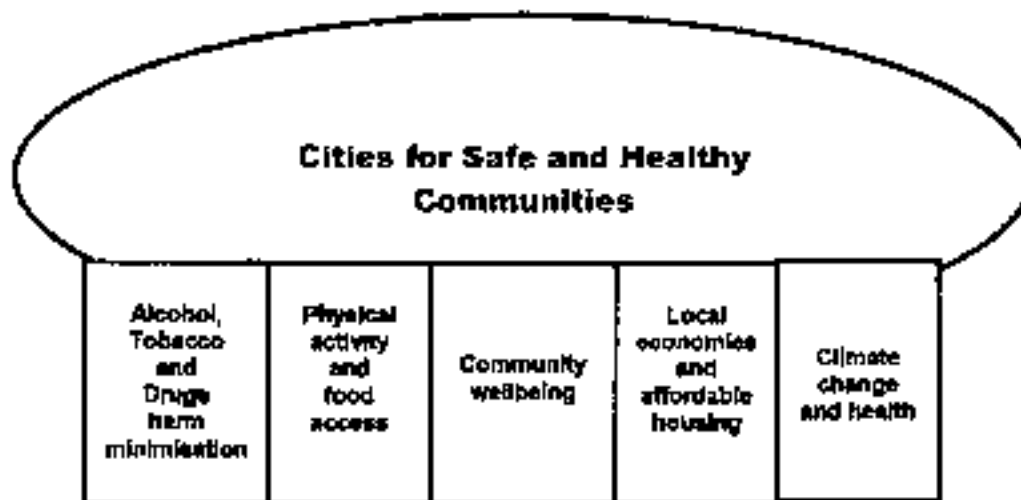 Cities for Safe and Healthy
Communities
Alcohol,
Tobacco
and
Drugs
harm
minimisation
Physical
activity
and
food
access
Community
wellbeing
Local
economies
and
affordable
housing
Climate
change
and health